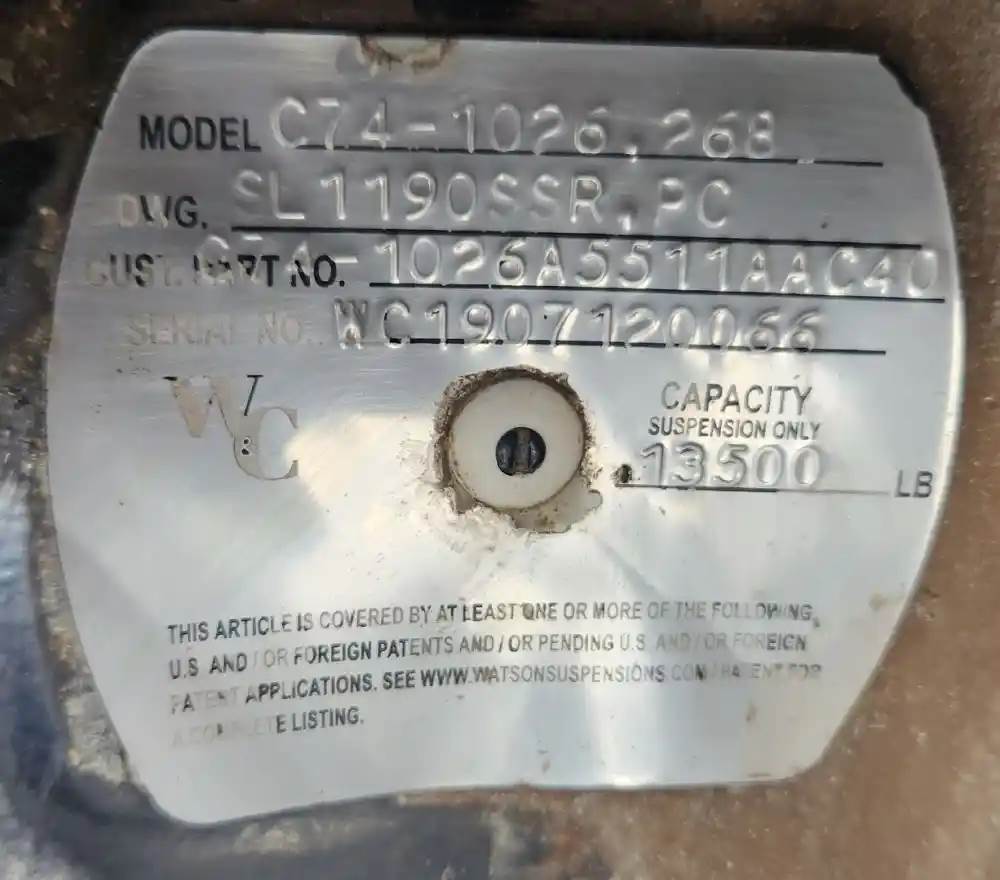 MODEL C74-1026,268
DWG. SL1190SSR,PC
CUST. PART NO. C74-1026A5511AAC40
SERIAL NO. WC1907120066
W&C
CAPACITY
SUSPENSION ONLY
13500 LB
THIS ARTICLE IS COVERED BY AT LEAST ONE OR MORE OF THE FOLLOWING,
U.S AND / OR FOREIGN PATENTS AND / OR PENDING U.S AND / OR FOREIGN
PATENT APPLICATIONS. SEE WWW.WATSONSUSPENSIONS.COM / PATENT FOR
A COMPLETE LISTING.